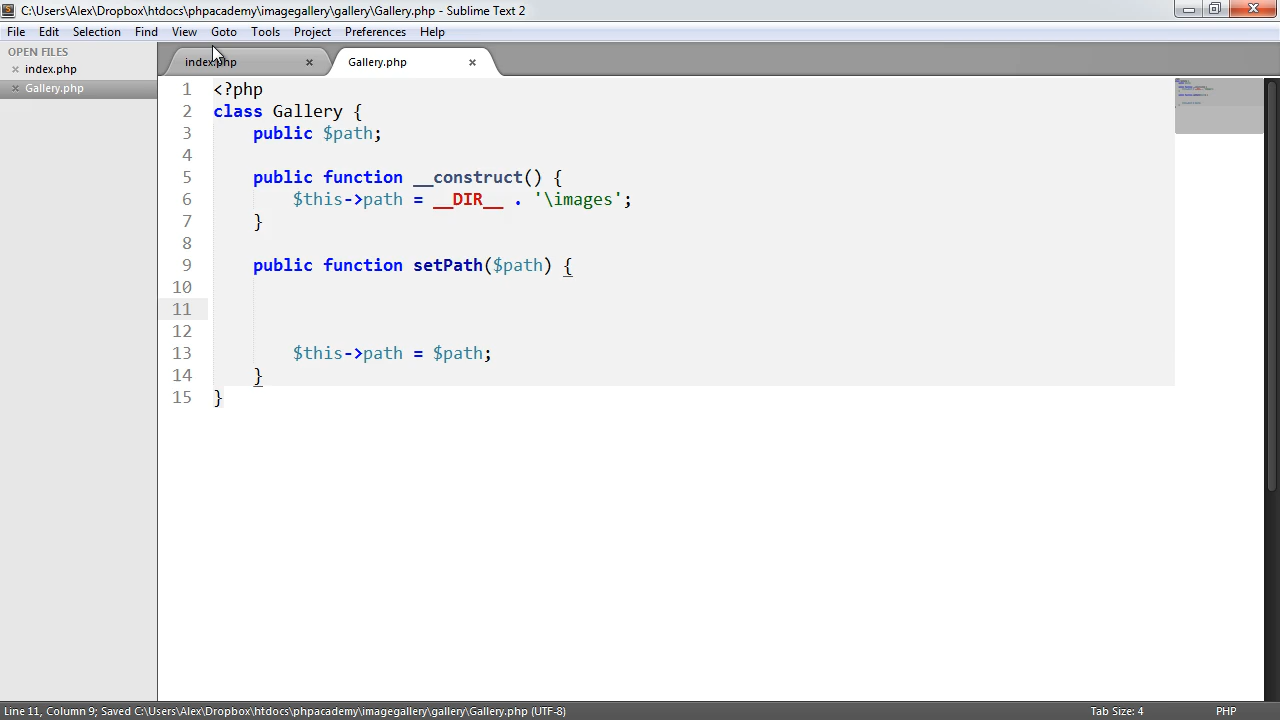 C:\Users\Alex\Dropbox\htdocs\phpacademy\imagegallery\gallery\Gallery.php - Sublime Text 2
File Edit Selection Find View Goto Tools Project Preferences Help
OPEN FILES
index.php
Gallery.php
index.php
Gallery.php
1 <?php
2 class Gallery {
3 public $path;
4
5 public function __construct() {
6 $this->path = __DIR__ . '\images';
7 }
8
9 public function setPath($path) {
10
11
12
13 $this->path = $path;
14 }
15 }
Line 11, Column 9; Saved C:\Users\Alex\Dropbox\htdocs\phpacademy\imagegallery\gallery\Gallery.php (UTF-8)
Tab Size: 4
PHP